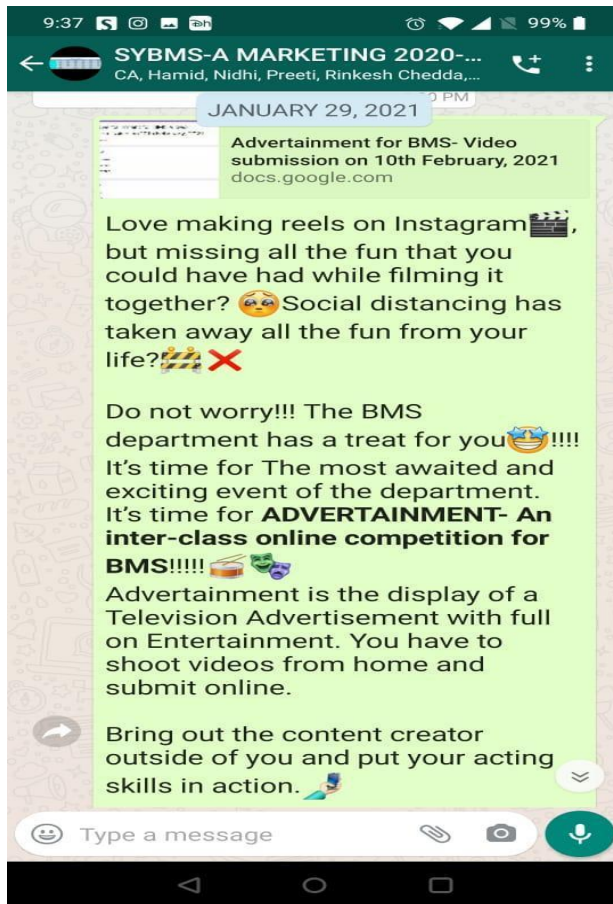 9:37 99%
SYBMS-A MARKETING 2020-...
CA, Hamid, Nidhi, Preeti, Rinkesh Chedda,...
PM
JANUARY 29, 2021
Advertainment for BMS- Video
submission on 10th February, 2021
docs.google.com
Love making reels on Instagram🎬,
but missing all the fun that you
could have had while filming it
together? 🥺Social distancing has
taken away all the fun from your
life?🚧❌
Do not worry!!! The BMS
department has a treat for you🤩!!!!
It's time for The most awaited and
exciting event of the department.
It's time for ADVERTAINMENT- An
inter-class online competition for
BMS!!!!! 🥁🎭
Advertainment is the display of a
Television Advertisement with full
on Entertainment. You have to
shoot videos from home and
submit online.
Bring out the content creator
outside of you and put your acting
skills in action.🤳
Type a message